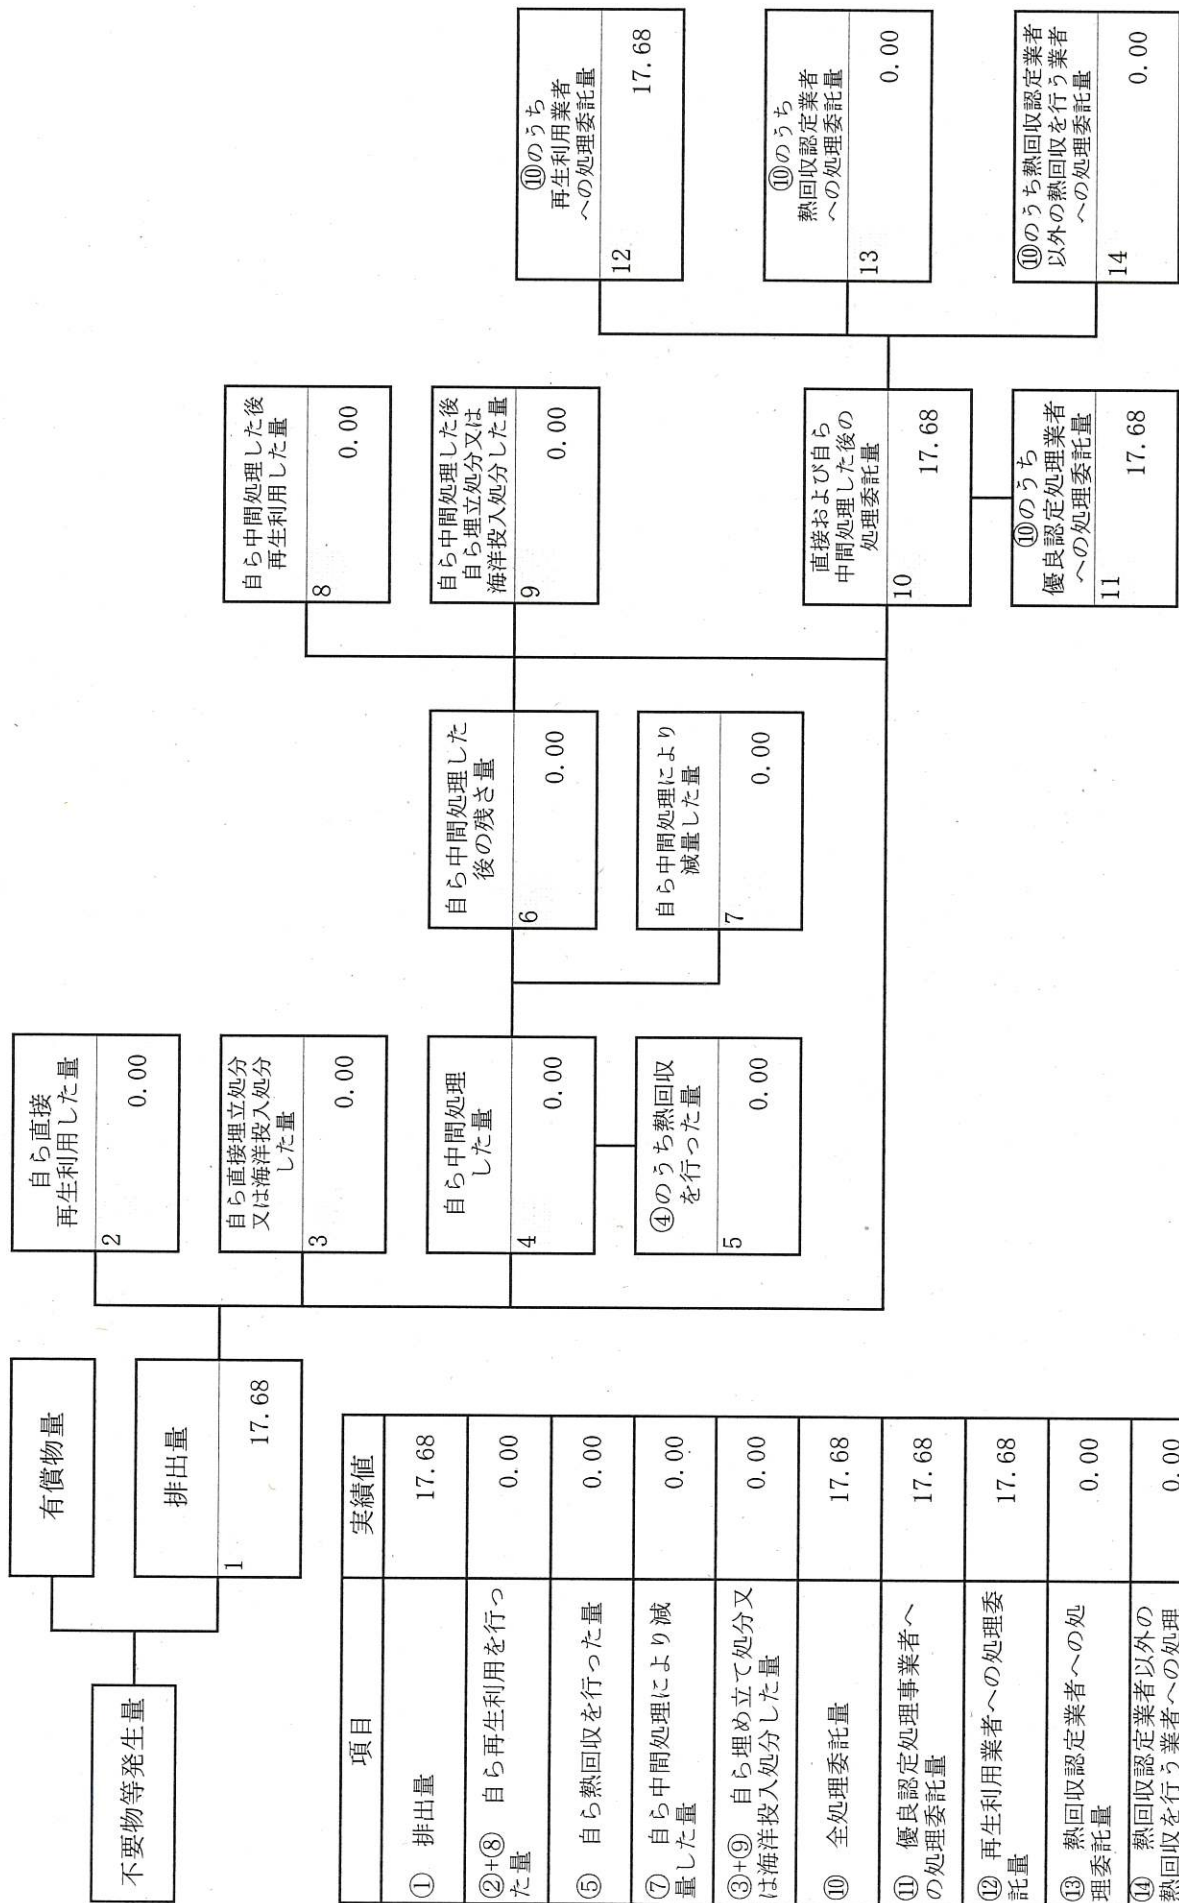 不要物等発生量
有償物量
排出量
1
17.68
自ら直接
再生利用した量
2
0.00
自ら直接埋立処分
又は海洋投入処分
した量
3
0.00
自ら中間処理
した量
4
0.00
④のうち熱回収
を行った量
5
0.00
自ら中間処理した
後の残さ量
6
0.00
自ら中間処理により
減量した量
7
0.00
自ら中間処理した後
再生利用した量
8
0.00
自ら中間処理した後
自ら埋立処分又は
海洋投入処分した量
9
0.00
直接および自ら
中間処理した後の
処理委託量
10
17.68
⑩のうち
優良認定処理業者
への処理委託量
11
17.68
⑩のうち
再生利用業者
への処理委託量
12
17.68
⑩のうち
熱回収認定業者
への処理委託量
13
0.00
⑩のうち熱回収認定業者
以外の熱回収を行う業者
への処理委託量
14
0.00
項目 実績値
① 排出量 17.68
②+⑧ 自ら再生利用を行っ
た量 0.00
⑤ 自ら熱回収を行った量 0.00
⑦ 自ら中間処理により減
量した量 0.00
③+⑨ 自ら埋め立て処分又
は海洋投入処分した量 0.00
⑩ 全処理委託量 17.68
⑪ 優良認定処理事業者へ
の処理委託量 17.68
⑫ 再生利用業者への処理委
託量 17.68
⑬ 熱回収認定業者への処
理委託量 0.00
⑭ 熱回収認定業者以外の
熱回収を行う業者への処理 0.00